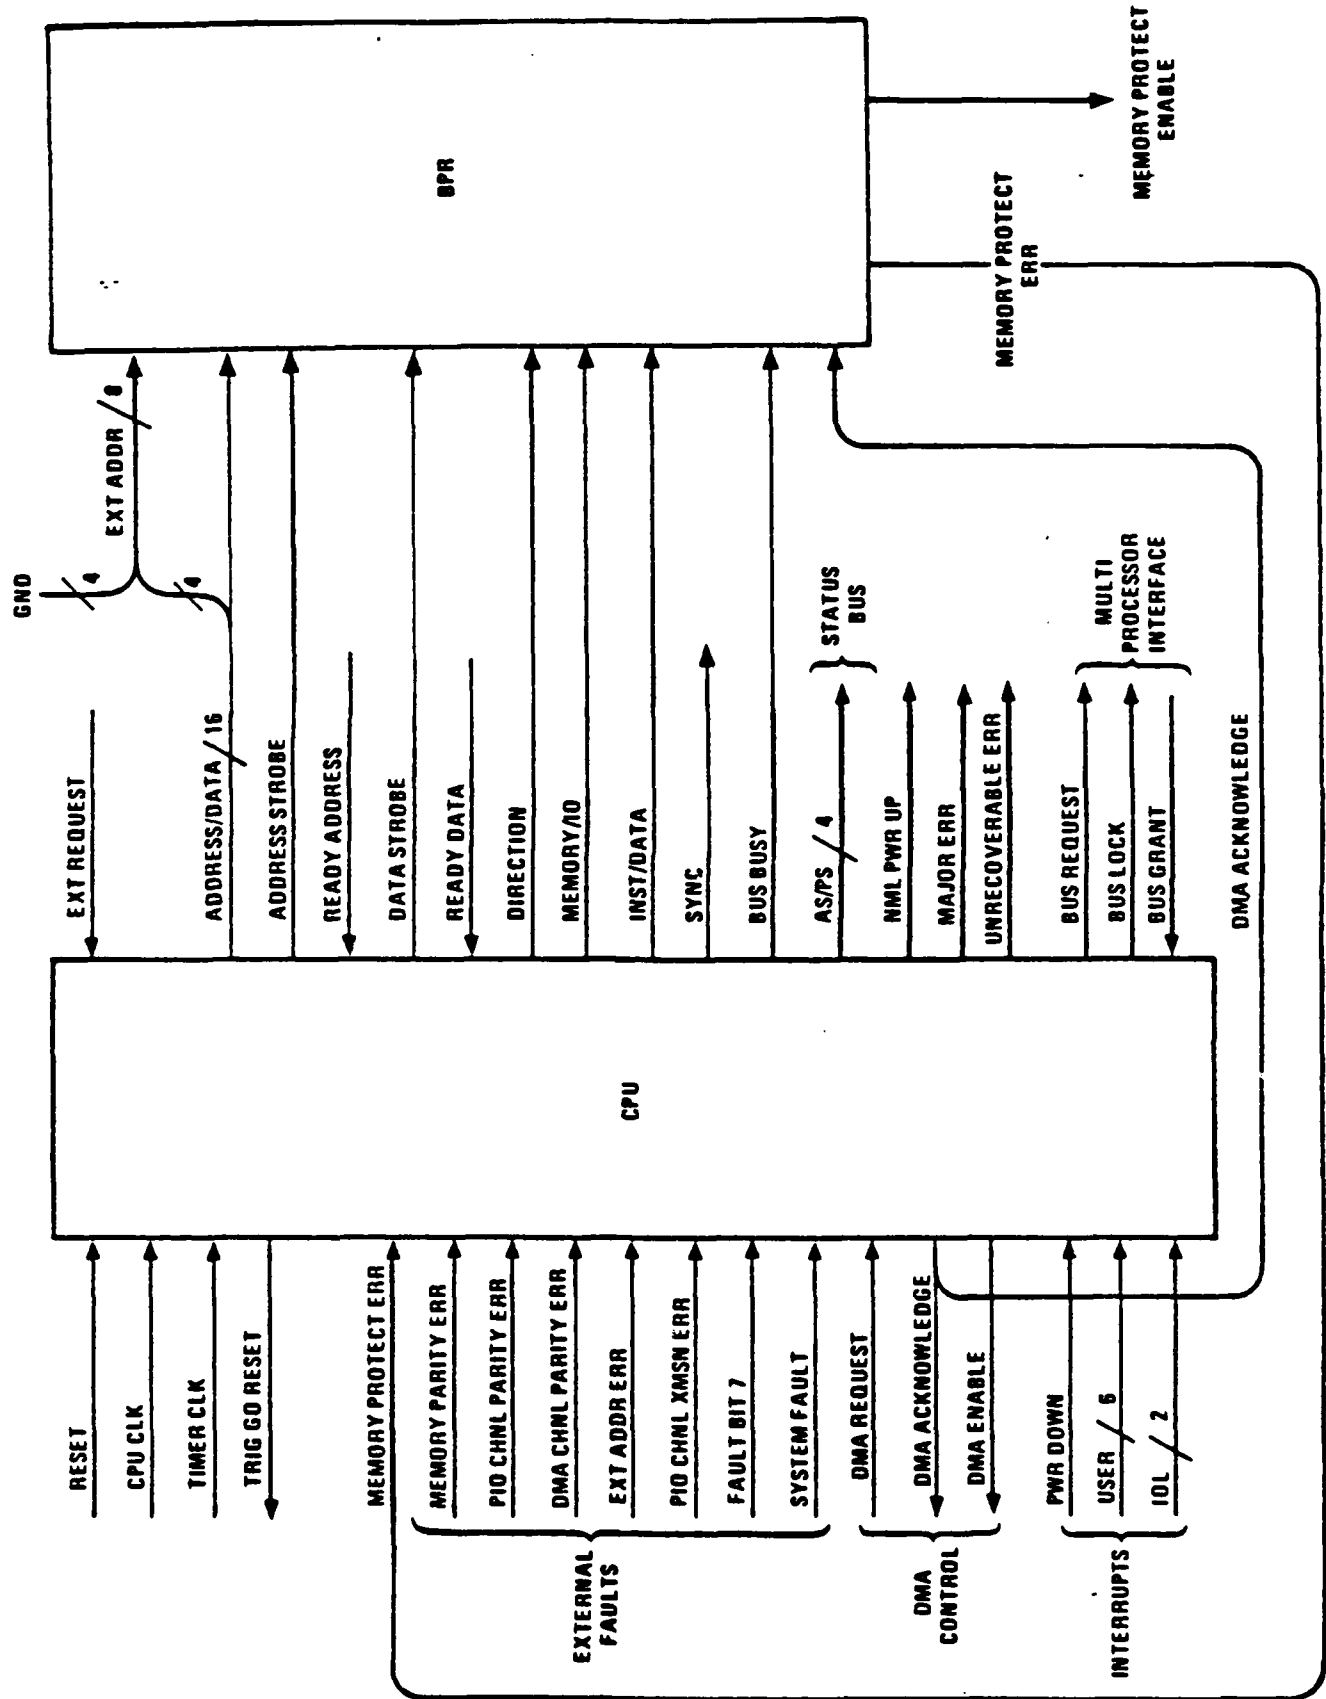 RESET
CPU CLK
TIMER CLK
TRIG GO RESET
MEMORY PROTECT ERR
MEMORY PARITY ERR
PIO CHNL PARITY ERR
DMA CHNL PARITY ERR
EXT ADDR ERR
PIO CHNL XMSN ERR
FAULT BIT 7
SYSTEM FAULT
EXTERNAL
FAULTS
DMA REQUEST
DMA ACKNOWLEDGE
DMA ENABLE
DMA
CONTROL
PWR DOWN
USER / 6
IOL / 2
INTERRUPTS
CPU
EXT REQUEST
ADDRESS/DATA / 16
ADDRESS STROBE
READY ADDRESS
DATA STROBE
READY DATA
DIRECTION
MEMORY/IO
INST/DATA
SYNC
BUS BUSY
AS/PS / 4
STATUS
BUS
NML PWR UP
MAJOR ERR
UNRECOVERABLE ERR
BUS REQUEST
BUS LOCK
BUS GRANT
MULTI
PROCESSOR
INTERFACE
DMA ACKNOWLEDGE
GND
4
4
EXT ADDR / 8
BPR
MEMORY PROTECT
ERR
MEMORY PROTECT
ENABLE